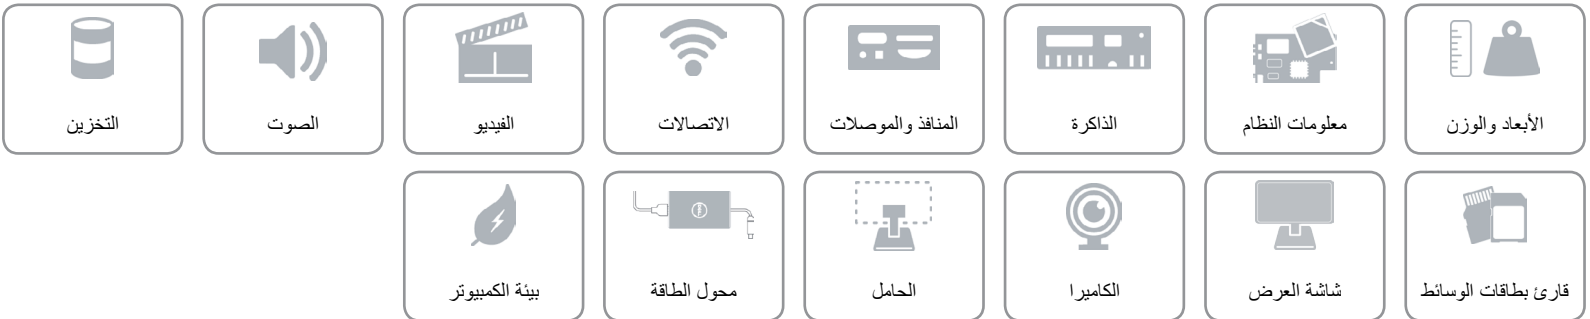 الأبعاد والوزن
معلومات النظام
الذاكرة
المنافذ والموصلات
الاتصالات
الفيديو
الصوت
التخزين
قارئ بطاقات الوسائط
شاشة العرض
الكاميرا
الحامل
محول الطاقة
بيئة الكمبيوتر